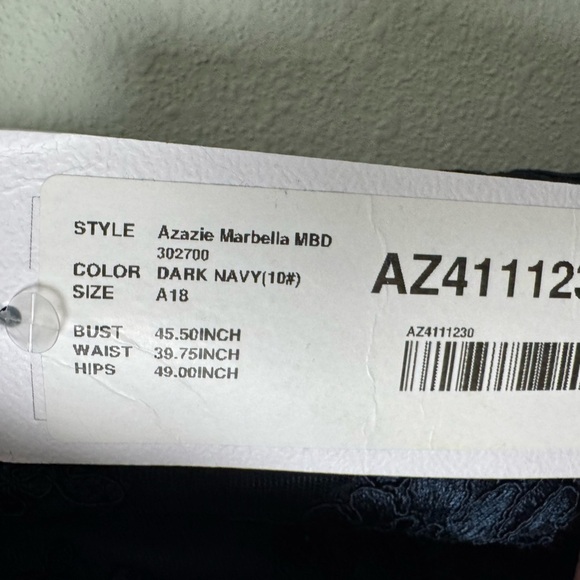 STYLE Azazie Marbella MBD
302700
COLOR DARK NAVY(10#)
SIZE A18
BUST 45.50INCH
WAIST 39.75INCH
HIPS 49.00INCH
AZ4111230
AZ4111230